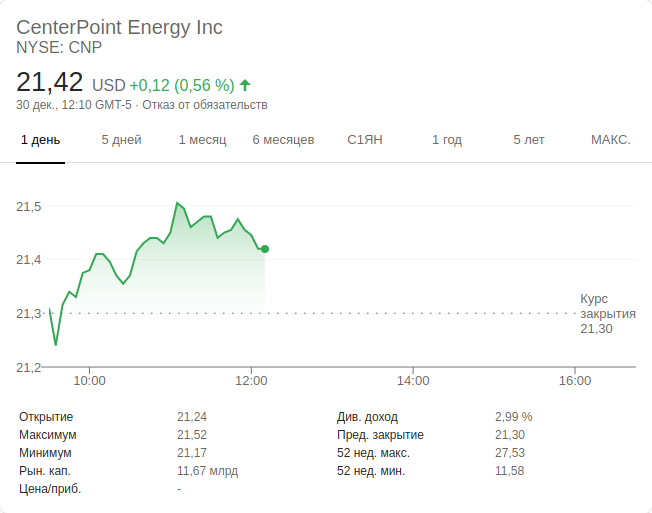 CenterPoint Energy Inc
NYSE: CNP
21,42 USD +0,12 (0,56 %)
30 дек., 12:10 GMT-5 · Отказ от обязательств
1 день 5 дней 1 месяц 6 месяцев С1ЯН 1 год 5 лет МАКС.
21,5
21,4
21,3
21,2
Курс
закрытия
21,30
10:00 12:00 14:00 16:00
Открытие 21,24 Див. доход 2,99 %
Максимум 21,52 Пред. закрытие 21,30
Минимум 21,17 52 нед. макс. 27,53
Рын. кап. 11,67 млрд 52 нед. мин. 11,58
Цена/приб. -